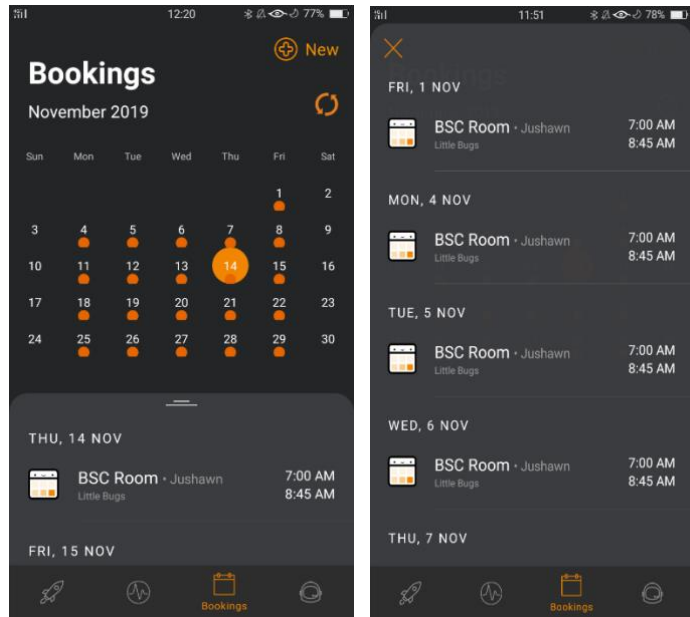 12:20 77%
New
Bookings
November 2019
Sun Mon Tue Wed Thu Fri Sat
1 2
3 4 5 6 7 8 9
10 11 12 13 14 15 16
17 18 19 20 21 22 23
24 25 26 27 28 29 30
THU, 14 NOV
BSC Room · Jushawn 7:00 AM
Little Bugs 8:45 AM
FRI, 15 NOV
Bookings
11:51 78%
Bookings
FRI, 1 NOV
BSC Room · Jushawn 7:00 AM
Little Bugs 8:45 AM
MON, 4 NOV
BSC Room · Jushawn 7:00 AM
Little Bugs 8:45 AM
TUE, 5 NOV
BSC Room · Jushawn 7:00 AM
Little Bugs 8:45 AM
WED, 6 NOV
BSC Room · Jushawn 7:00 AM
Little Bugs 8:45 AM
THU, 7 NOV
Bookings